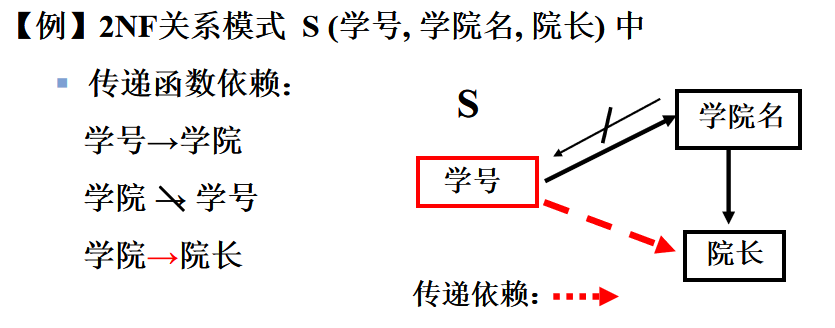 【例】2NF关系模式 S (学号, 学院名, 院长) 中
传递函数依赖：
学号→学院
学院 ↛ 学号
学院→院长
S
学院名
学号
院长
传递依赖：